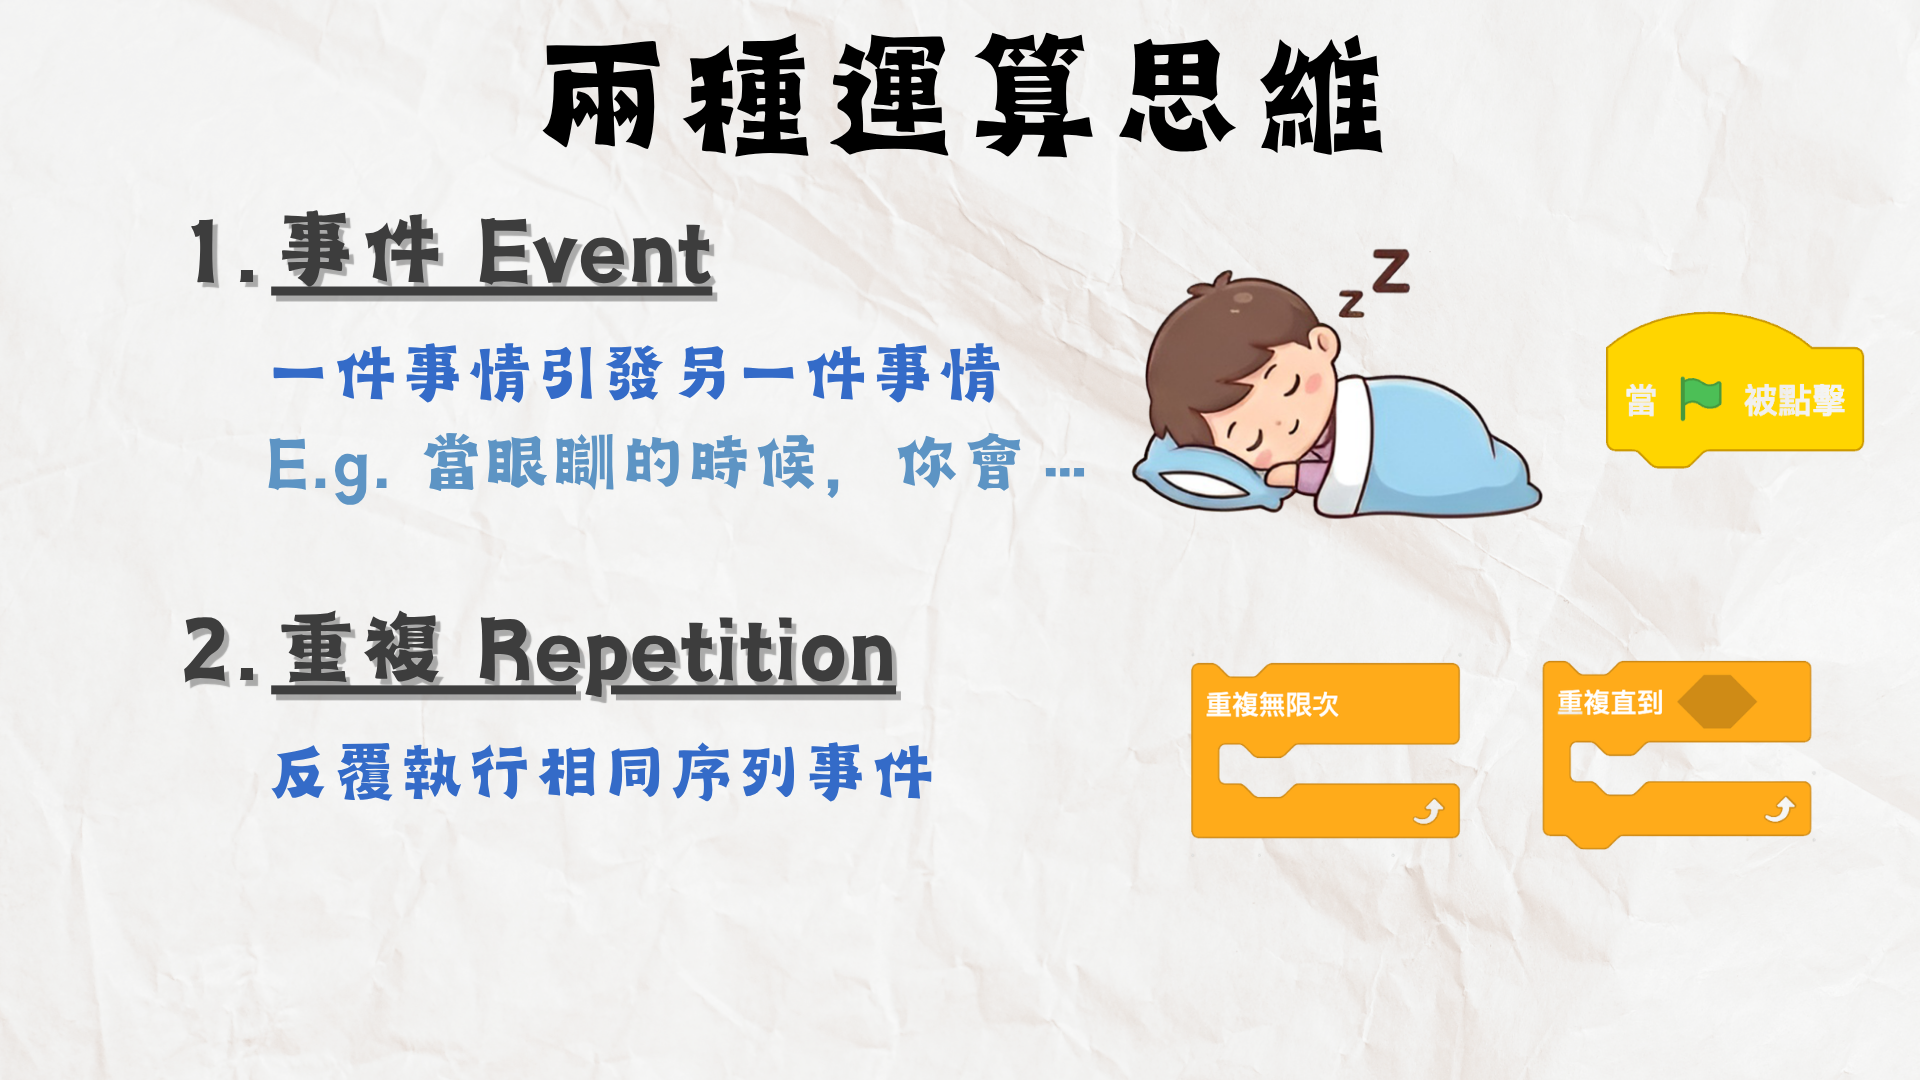 兩種運算思維
1. 事件 Event
一件事情引發另一件事情
E.g. 當眼瞓的時候，你會 ...
z Z
當 被點擊
2. 重複 Repetition
反覆執行相同序列事件
重複無限次
重複直到